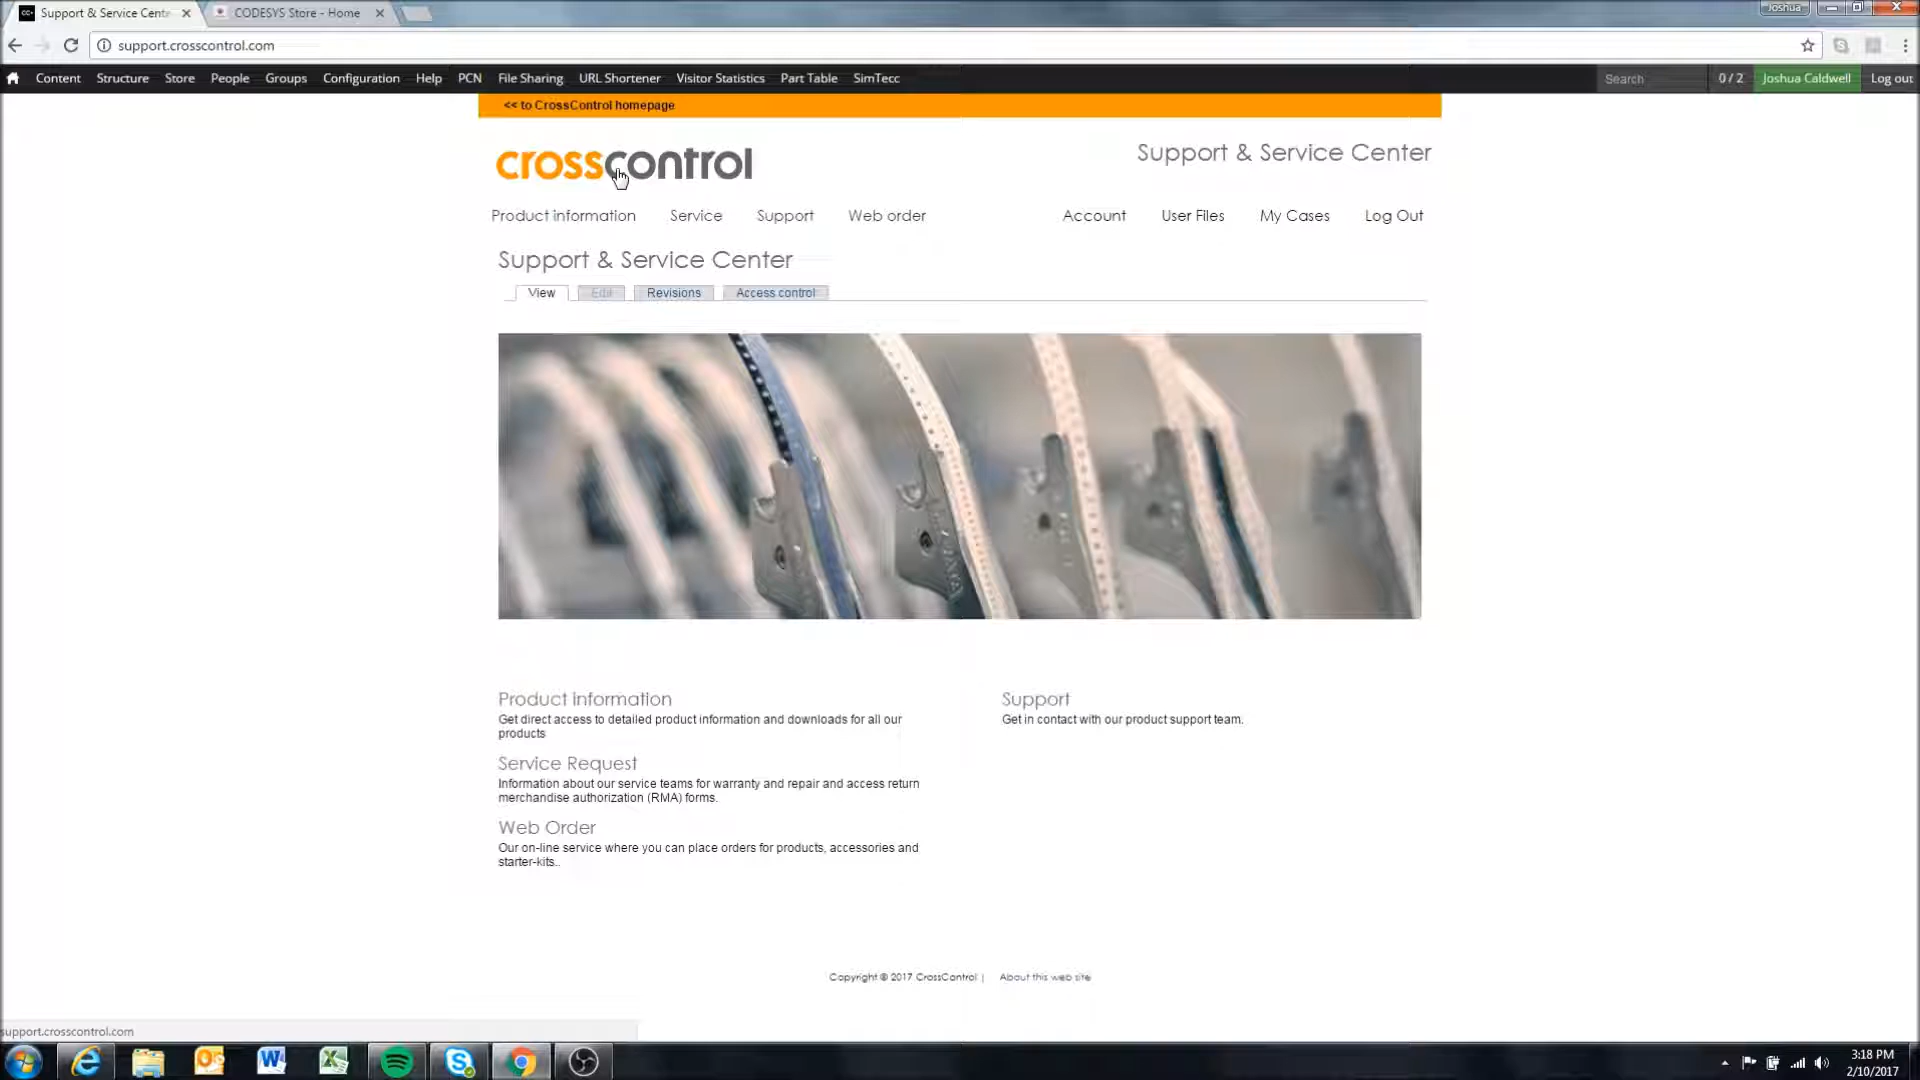 Support & Service Cente
CODESYS Store - Home
Joshua
support.crosscontrol.com
Content Structure Store People Groups Configuration Help PCN File Sharing URL Shortener Visitor Statistics Part Table SimTecc
Search 0 / 2 Joshua Caldwell Log out
<< to CrossControl homepage
crosscontrol
Support & Service Center
Product information Service Support Web order
Account User Files My Cases Log Out
Support & Service Center
View Edit Revisions Access control
Product information
Get direct access to detailed product information and downloads for all our
products
Service Request
Information about our service teams for warranty and repair and access return
merchandise authorization (RMA) forms.
Web Order
Our on-line service where you can place orders for products, accessories and
starter-kits..
Support
Get in contact with our product support team.
Copyright © 2017 CrossControl | About this web site
support.crosscontrol.com
3:18 PM
2/10/2017